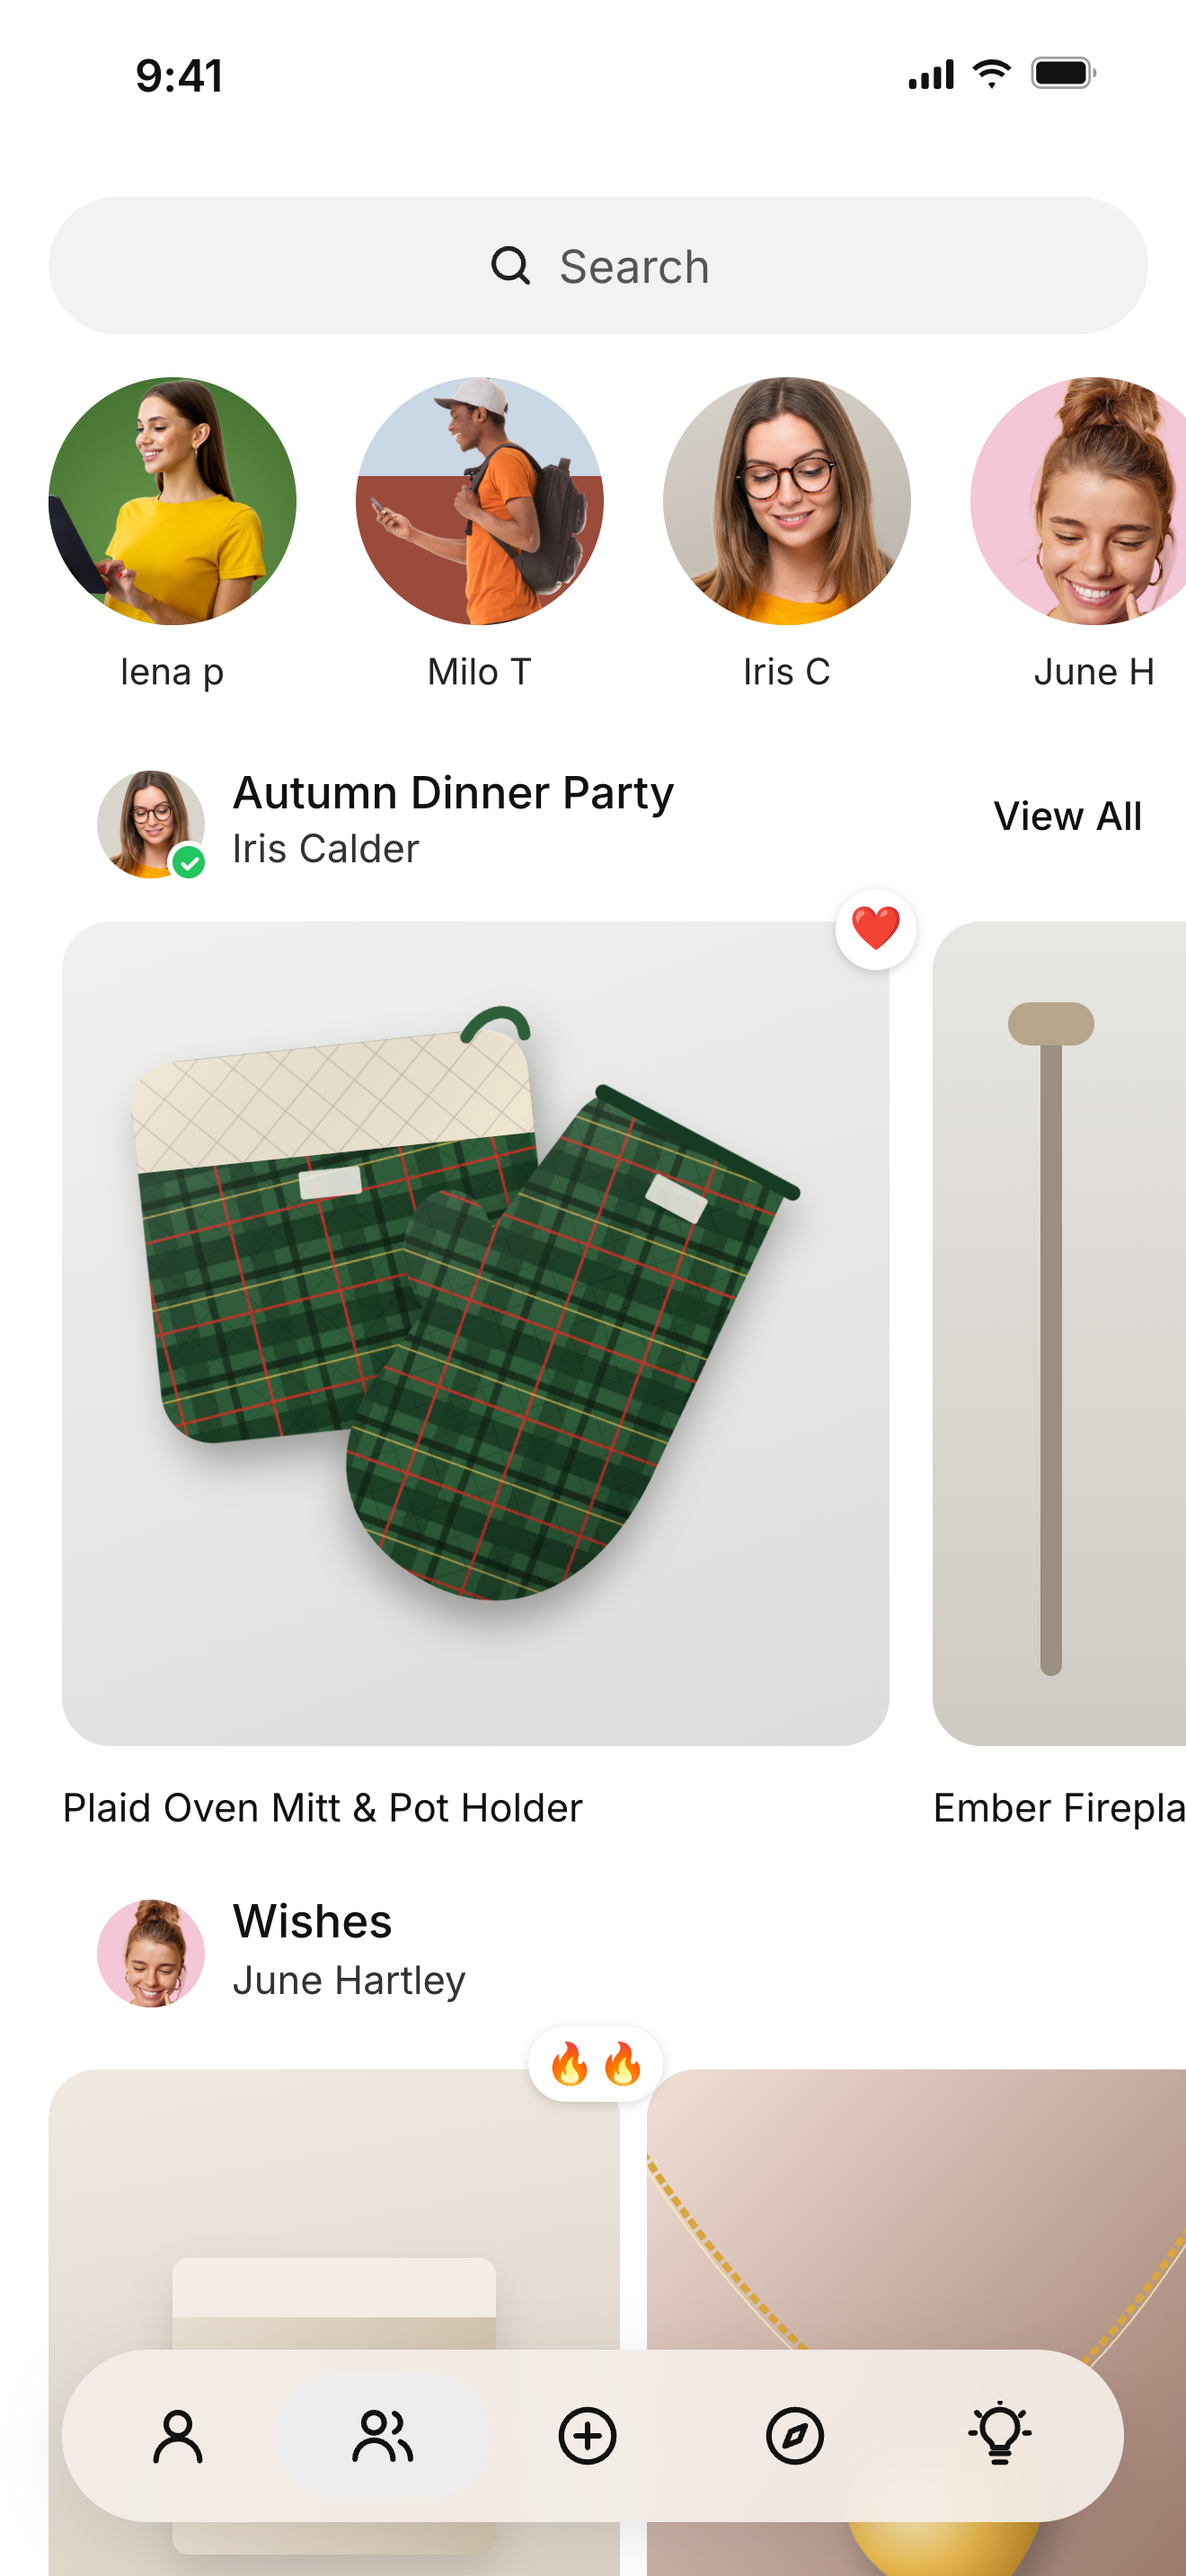 9:41
Search
lena p
Milo T
Iris C
June H
Autumn Dinner Party
Iris Calder
View All
Plaid Oven Mitt & Pot Holder
Ember Firepla
Wishes
June Hartley